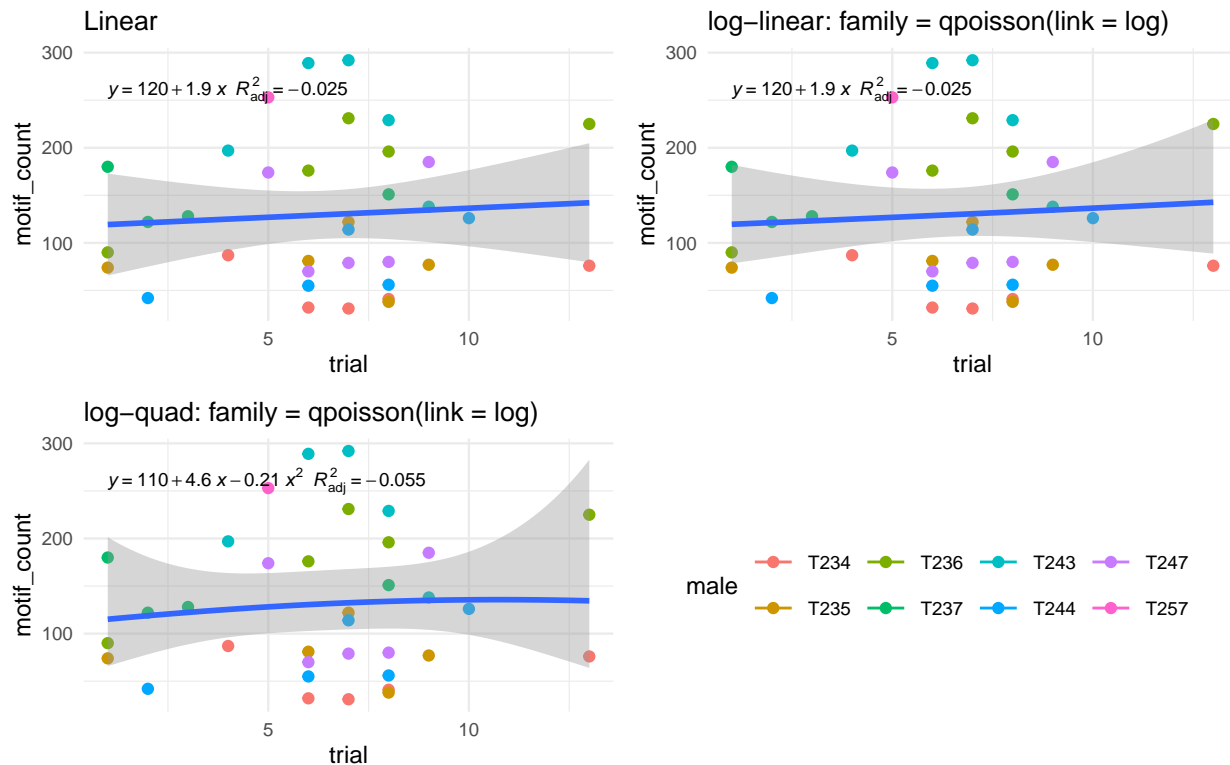 Linear
log−linear: family = qpoisson(link = log)
300
200
100
motif_count
y = 120 + 1.9 x R²adj = −0.025
5
10
trial
300
200
100
motif_count
y = 120 + 1.9 x R²adj = −0.025
5
10
trial
log−quad: family = qpoisson(link = log)
300
200
100
motif_count
y = 110 + 4.6 x − 0.21 x² R²adj = −0.055
5
10
trial
male
T234 T236 T243 T247
T235 T237 T244 T257